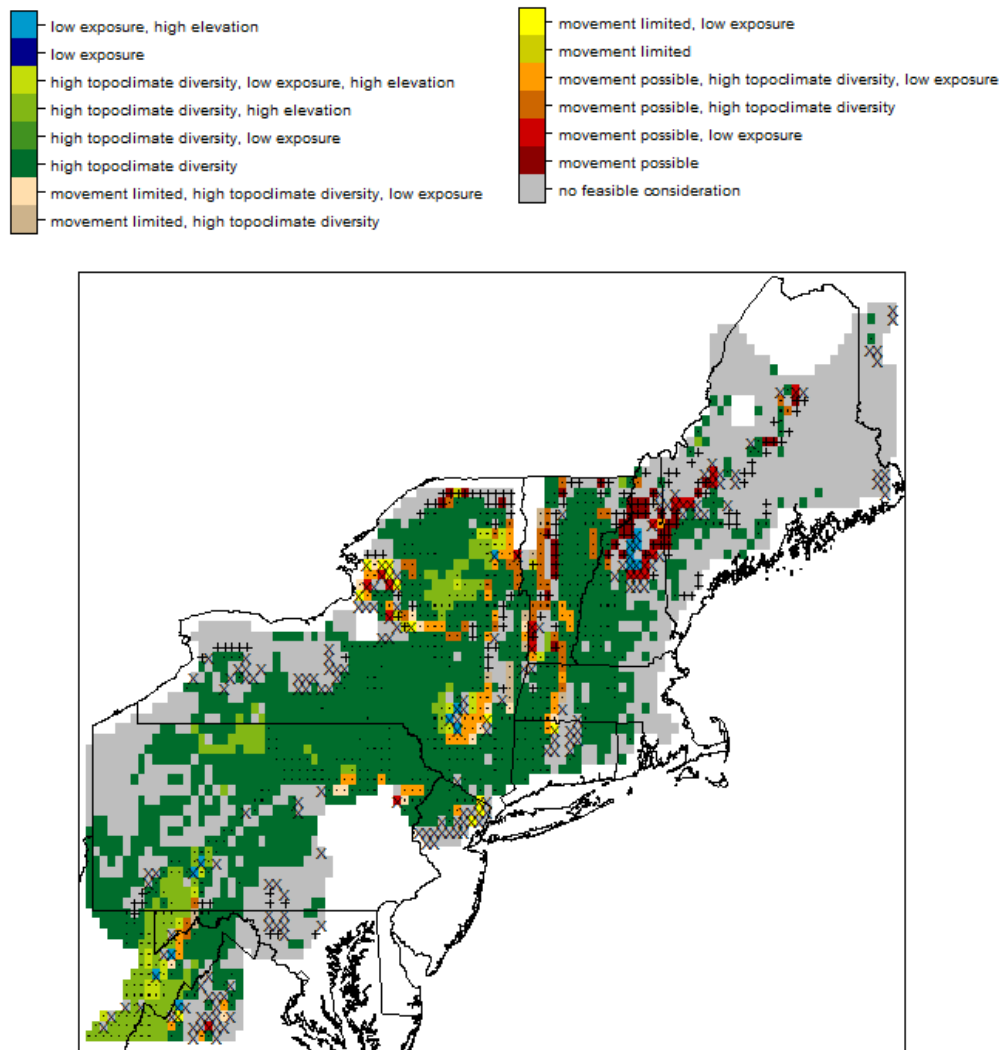 low exposure, high elevation
low exposure
high topoclimate diversity, low exposure, high elevation
high topoclimate diversity, high elevation
high topoclimate diversity, low exposure
high topoclimate diversity
movement limited, high topoclimate diversity, low exposure
movement limited, high topoclimate diversity
movement limited, low exposure
movement limited
movement possible, high topoclimate diversity, low exposure
movement possible, high topoclimate diversity
movement possible, low exposure
movement possible
no feasible consideration